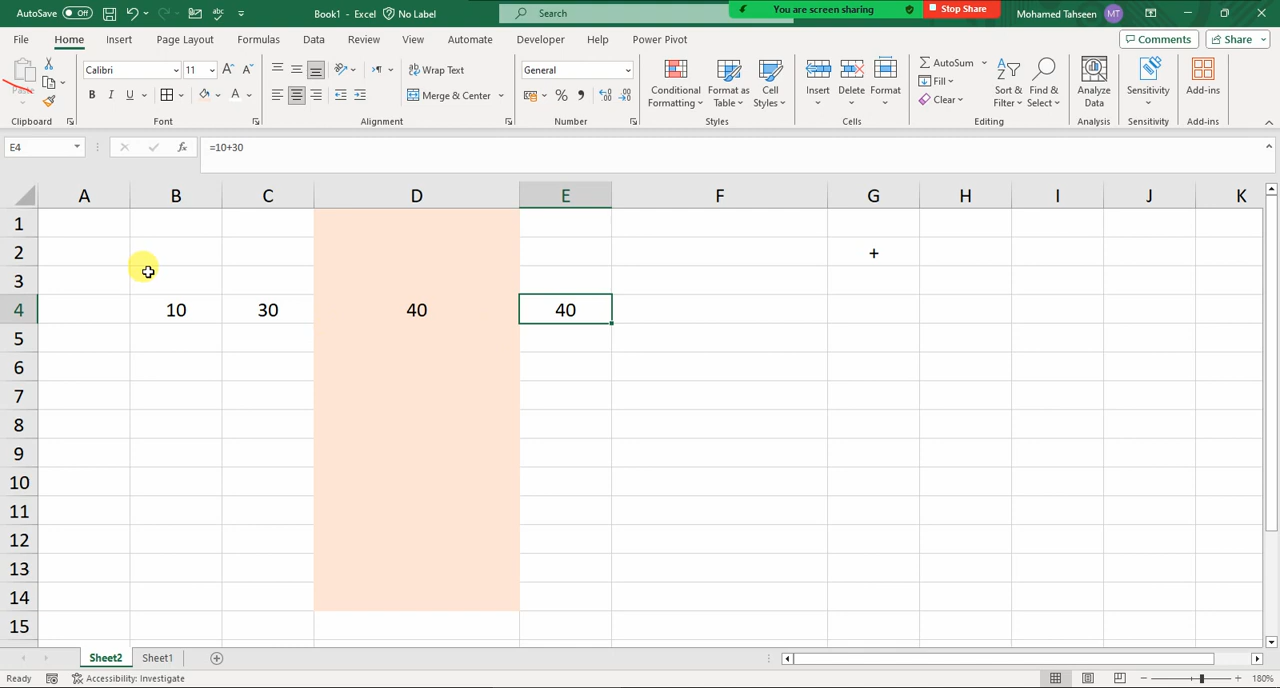 AutoSave Off Book1 - Excel No Label Search You are screen sharing Stop Share Mohamed Tahseen MT
File Home Insert Page Layout Formulas Data Review View Automate Developer Help Power Pivot Comments Share
Calibri 11 Wrap Text General AutoSum
Paste Conditional Format as Cell Insert Delete Format Fill Sort & Find & Analyze Sensitivity Add-ins
B I U A Merge & Center % Formatting Table Styles Clear Filter Select Data
Clipboard Font Alignment Number Styles Cells Editing Analysis Sensitivity Add-ins
E4 fx =10+30
A B C D E F G H I J K
1
2 +
3
4 10 30 40 40
5
6
7
8
9
10
11
12
13
14
15
Sheet2 Sheet1
Ready Accessibility: Investigate 180%